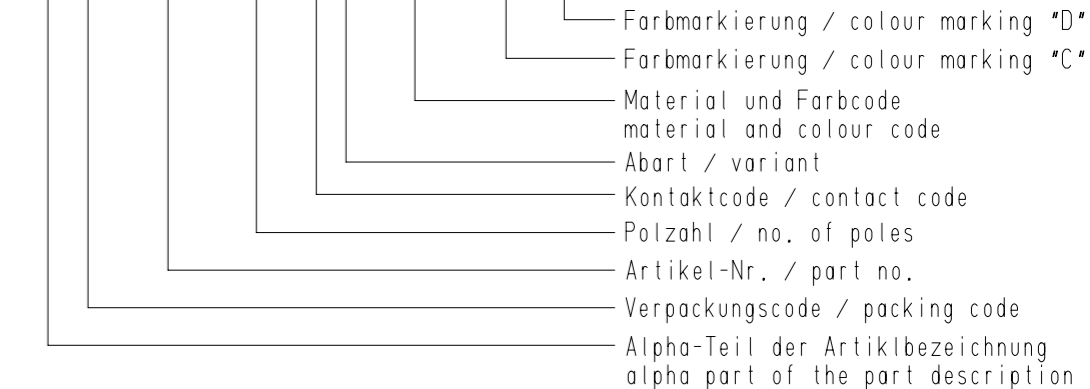 Farbmarkierung / colour marking "D"
Farbmarkierung / colour marking "C"
Material und Farbcode
material and colour code
Abart / variant
Kontaktcode / contact code
Polzahl / no. of poles
Artikel-Nr. / part no.
Verpackungscode / packing code
Alpha-Teil der Artiklbezeichnung
alpha part of the part description